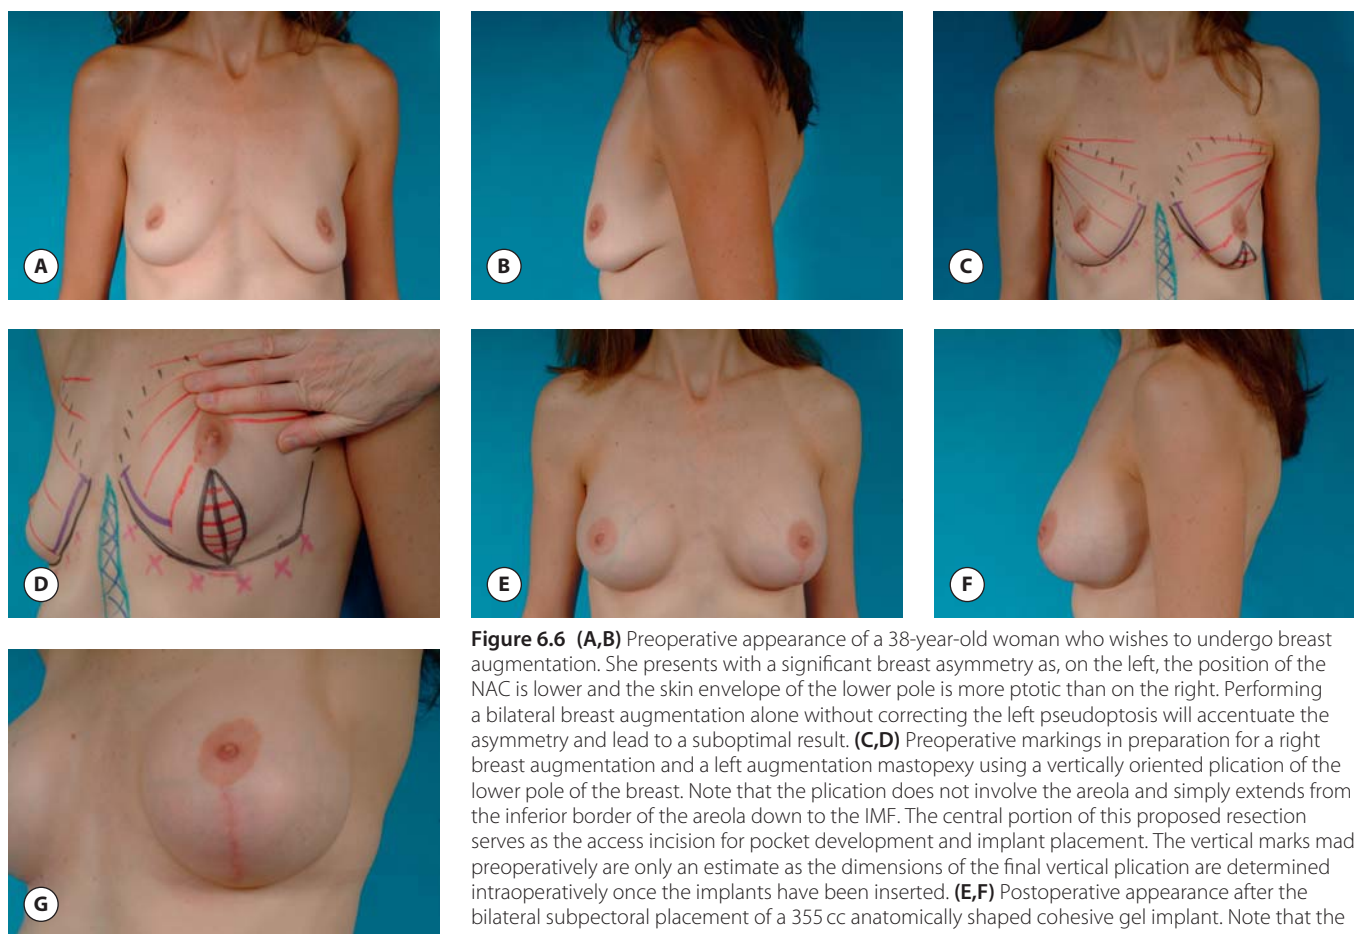 A
B
C
D
E
F
G
Figure 6.6 (A,B) Preoperative appearance of a 38-year-old woman who wishes to undergo breast
augmentation. She presents with a significant breast asymmetry as, on the left, the position of the
NAC is lower and the skin envelope of the lower pole is more ptotic than on the right. Performing
a bilateral breast augmentation alone without correcting the left pseudoptosis will accentuate the
asymmetry and lead to a suboptimal result. (C,D) Preoperative markings in preparation for a right
breast augmentation and a left augmentation mastopexy using a vertically oriented plication of the
lower pole of the breast. Note that the plication does not involve the areola and simply extends from
the inferior border of the areola down to the IMF. The central portion of this proposed resection
serves as the access incision for pocket development and implant placement. The vertical marks mad
preoperatively are only an estimate as the dimensions of the final vertical plication are determined
intraoperatively once the implants have been inserted. (E,F) Postoperative appearance after the
bilateral subpectoral placement of a 355 cc anatomically shaped cohesive gel implant. Note that the